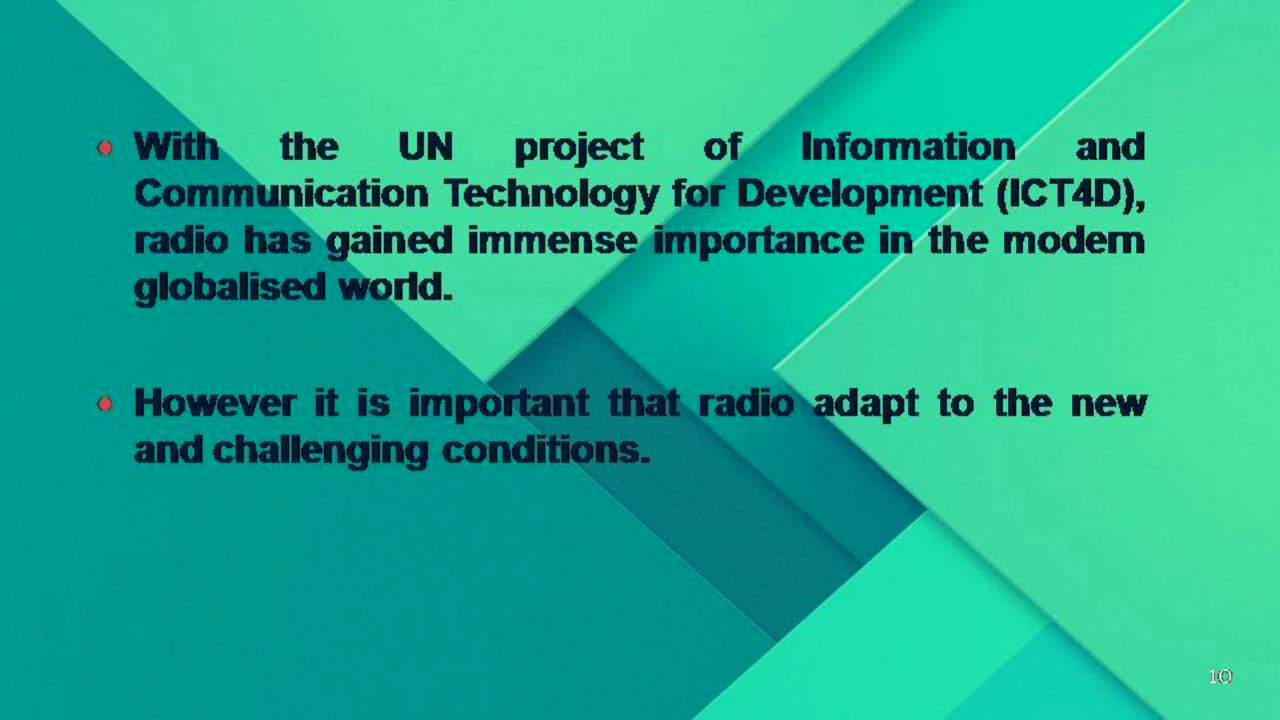 • With the UN project of Information and
Communication Technology for Development (ICT4D),
radio has gained immense importance in the modern
globalised world.
• However it is important that radio adapt to the new
and challenging conditions.
10